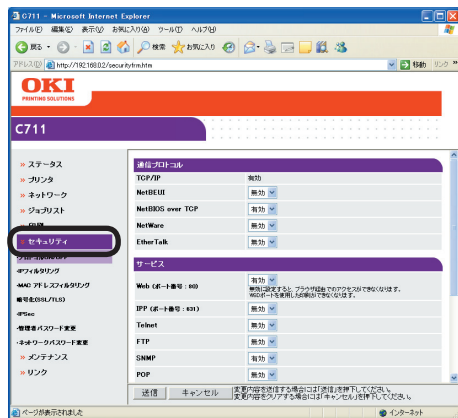 C711 - Microsoft Internet Explorer
ファイル(F) 編集(E) 表示(V) お気に入り(A) ツール(T) ヘルプ(H)
戻る 検索 お気に入り
アドレス(D) http://192.168.0.2/securityfrm.htm 移動 リンク »
OKI
PRINTING SOLUTIONS
C711
» ステータス
» プリンタ
» ネットワーク
» ジョブリスト
» 印刷
» セキュリティ
・プロトコルON/OFF
・IPフィルタリング
・MAC アドレスフィルタリング
暗号化(SSL/TLS)
・IPSec
・管理者パスワード変更
・ネットワークパスワード変更
» メンテナンス
» リンク
通信プロトコル
TCP/IP 有効
NetBEUI 無効
NetBIOS over TCP 有効
NetWare 無効
EtherTalk 無効
サービス
Web (ポート番号 : 80) 有効
無効に設定すると、ブラウザ経由でのアクセスができなくなります。
WSDポートを使用した印刷ができなくなります。
IPP (ポート番号 : 631) 無効
Telnet 無効
FTP 無効
SNMP 有効
POP 無効
送信 キャンセル
変更内容を送信する場合には「送信」を押下してください。
変更内容をクリアする場合には「キャンセル」を押下してください。
ページが表示されました インターネット